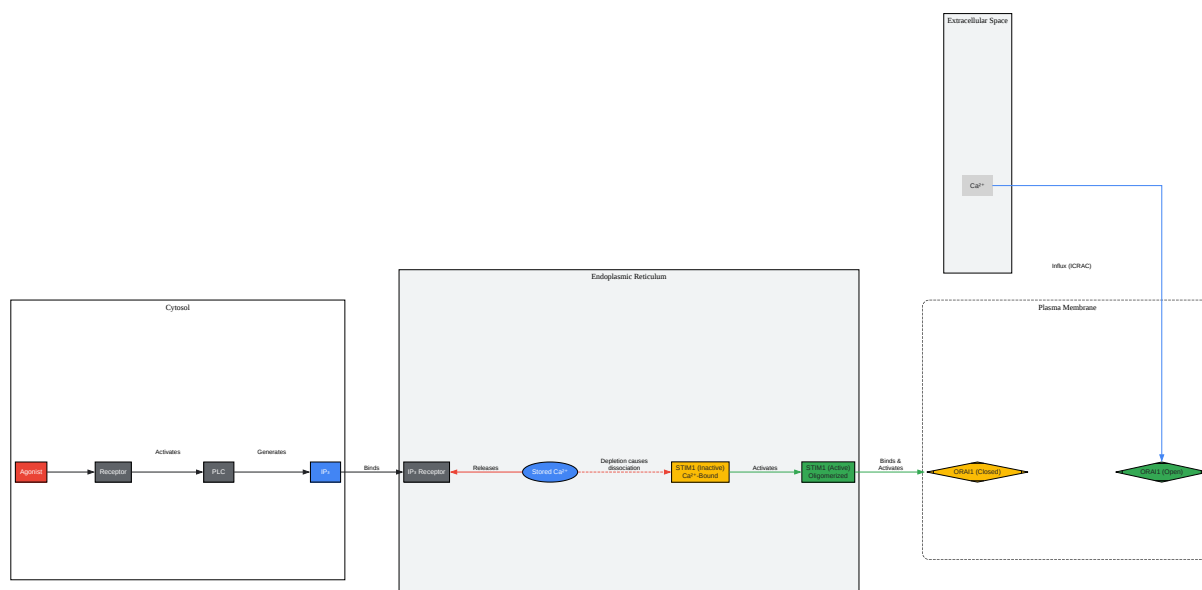 Extracellular Space
Ca²⁺
Influx (ICRAC)
Cytosol
Agonist
Receptor
Activates
PLC
Generates
IP₃
Binds
Endoplasmic Reticulum
IP₃ Receptor
Releases
Stored Ca²⁺
Depletion causes
dissociation
STIM1 (Inactive)
Ca²⁺-Bound
Activates
STIM1 (Active)
Oligomerized
Binds &
Activates
Plasma Membrane
ORAI1 (Closed)
ORAI1 (Open)